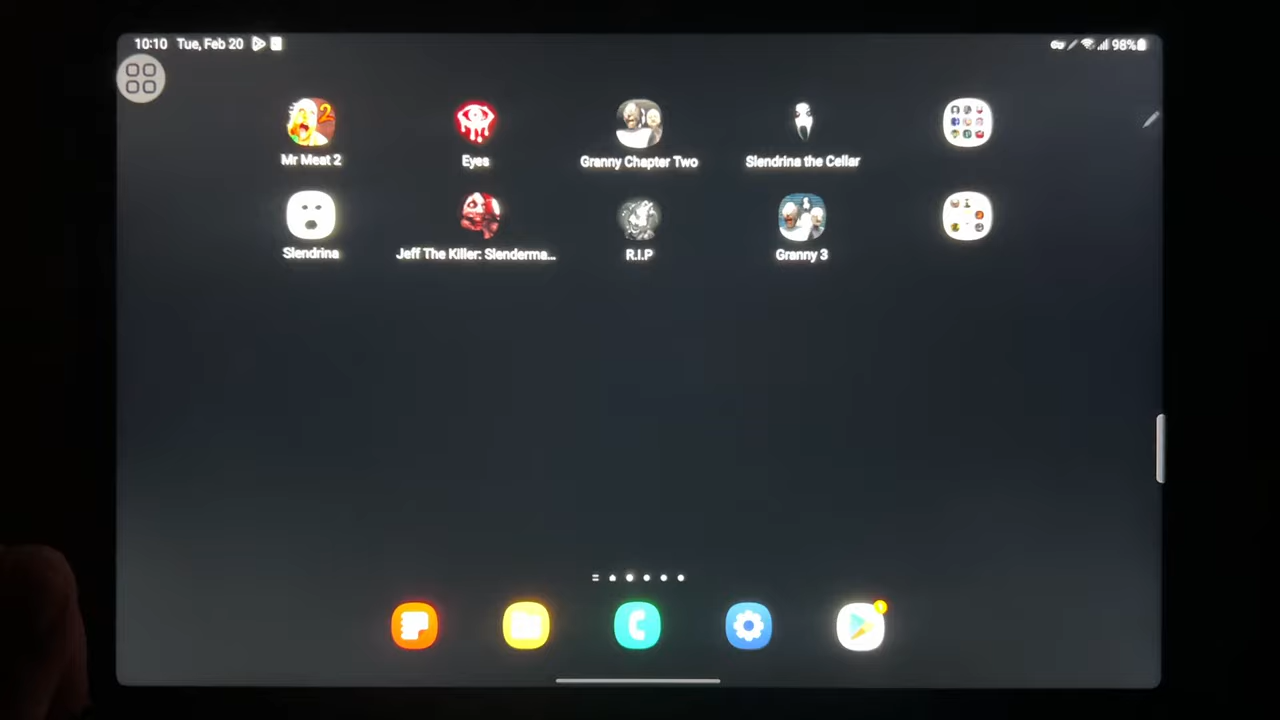 10:10 Tue, Feb 20 98%
2
Mr Meat 2 Eyes Granny Chapter Two Slendrina the Cellar
Slendrina Jeff The Killer: Slenderma... R.I.P Granny 3